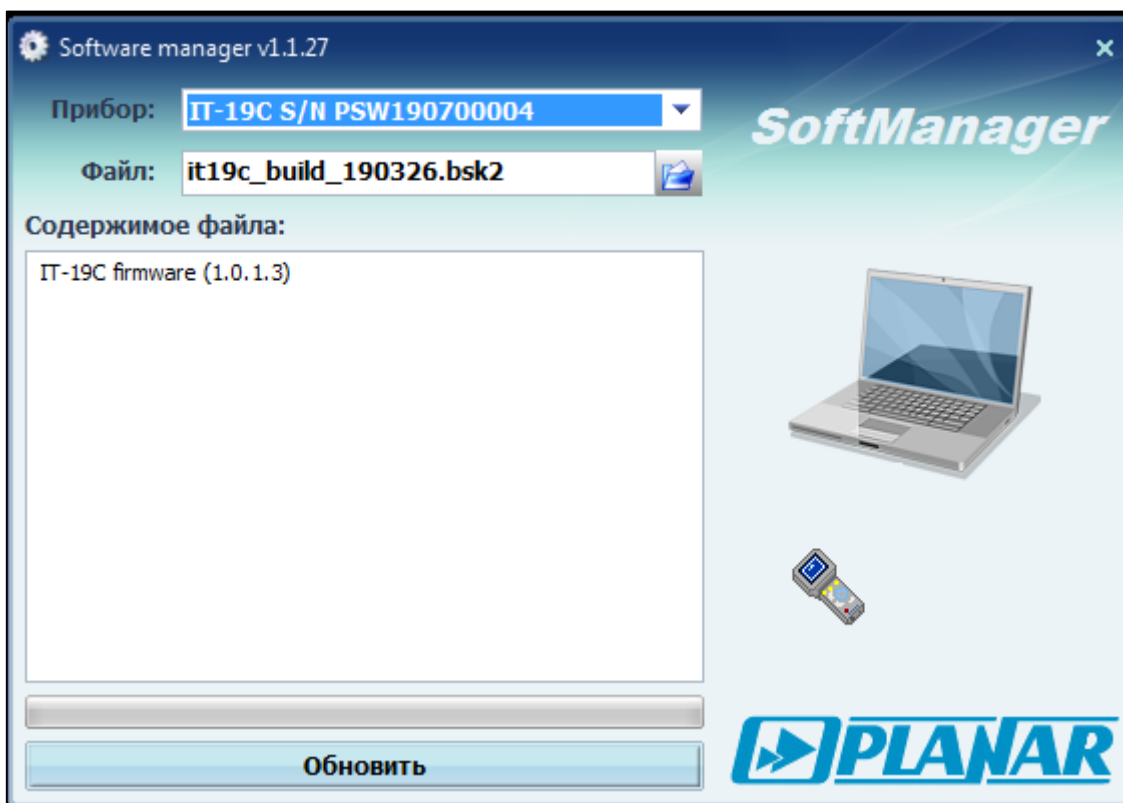 Software manager v1.1.27
Прибор: IT-19C S/N PSW190700004
SoftManager
Файл: it19c_build_190326.bsk2
Содержимое файла:
IT-19C firmware (1.0.1.3)
Обновить
PLANAR